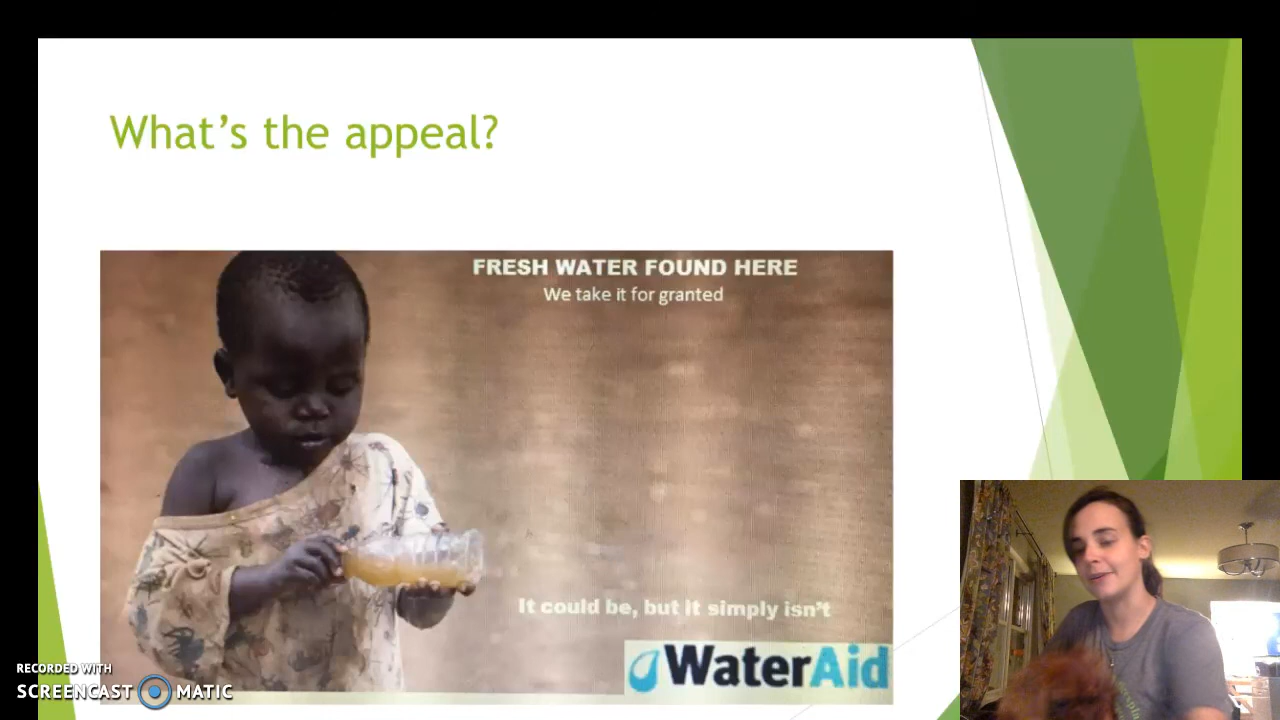 What's the appeal?
FRESH WATER FOUND HERE
We take it for granted
It could be, but it simply isn't
WaterAid
RECORDED WITH
SCREENCAST MATIC